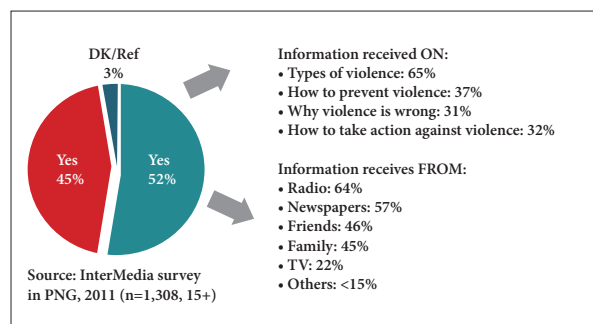 DK/Ref
3%
Yes
45%
Yes
52%
Source: InterMedia survey
in PNG, 2011 (n=1,308, 15+)
Information received ON:
• Types of violence: 65%
• How to prevent violence: 37%
• Why violence is wrong: 31%
• How to take action against violence: 32%
Information receives FROM:
• Radio: 64%
• Newspapers: 57%
• Friends: 46%
• Family: 45%
• TV: 22%
• Others: <15%